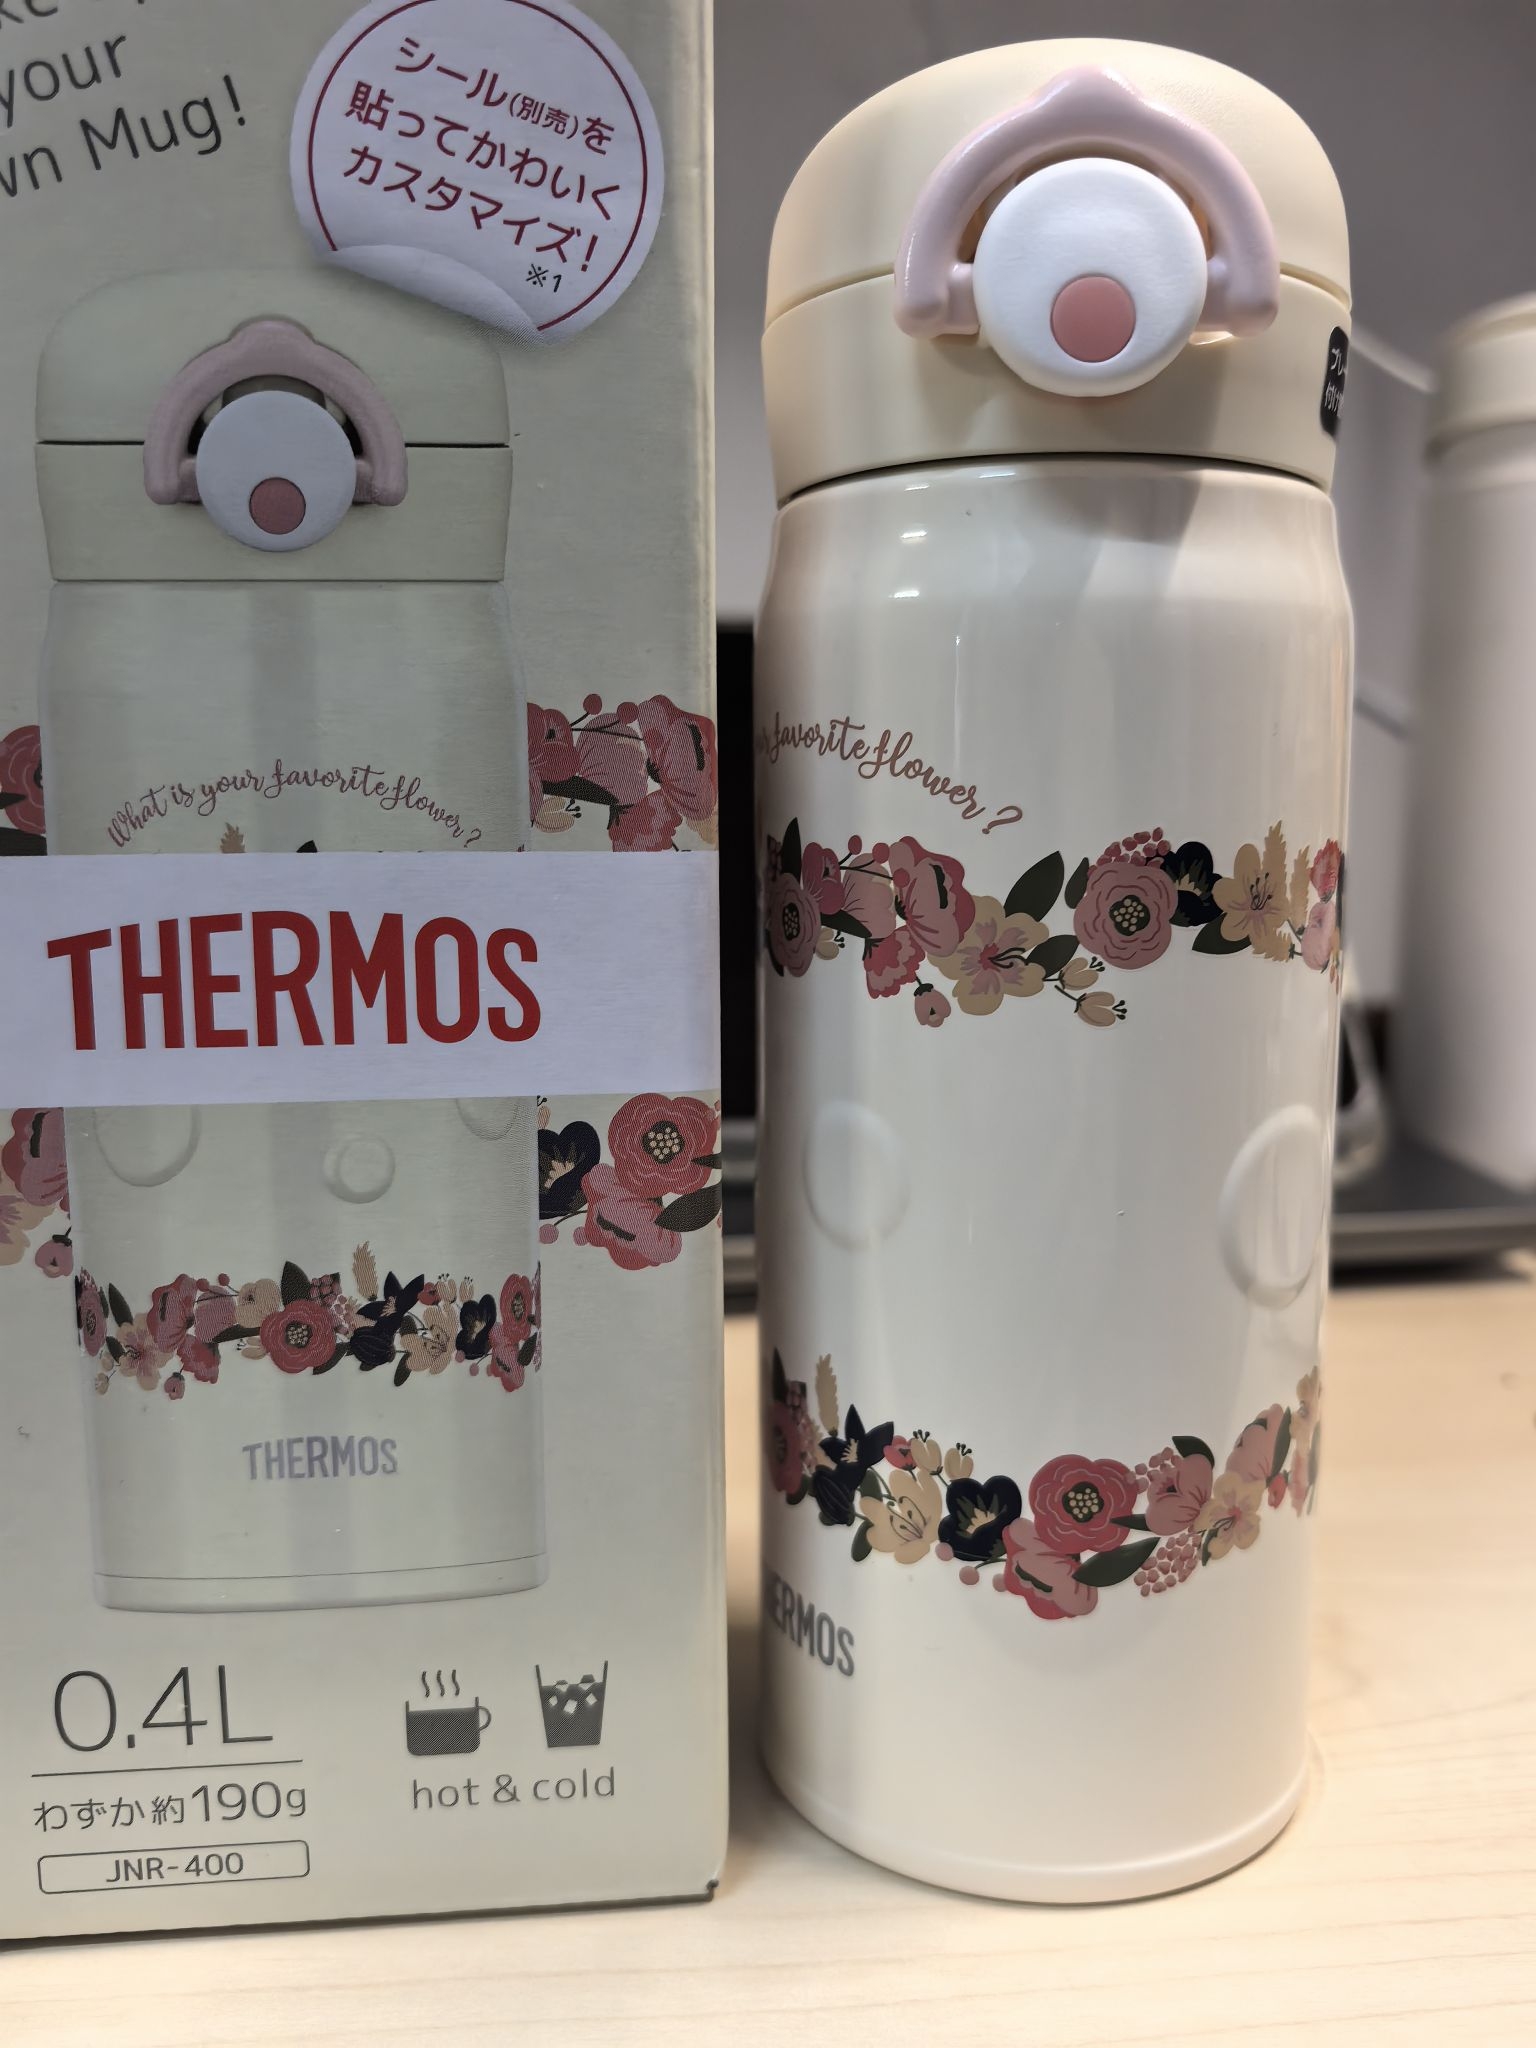 your
Mug!
シール(別売)を
貼ってかわいく
カスタマイズ!
※1
What is your favorite flower?
THERMOS
THERMOS
0.4L
わずか約190g
JNR-400
hot & cold
favorite flower?
THERMOS